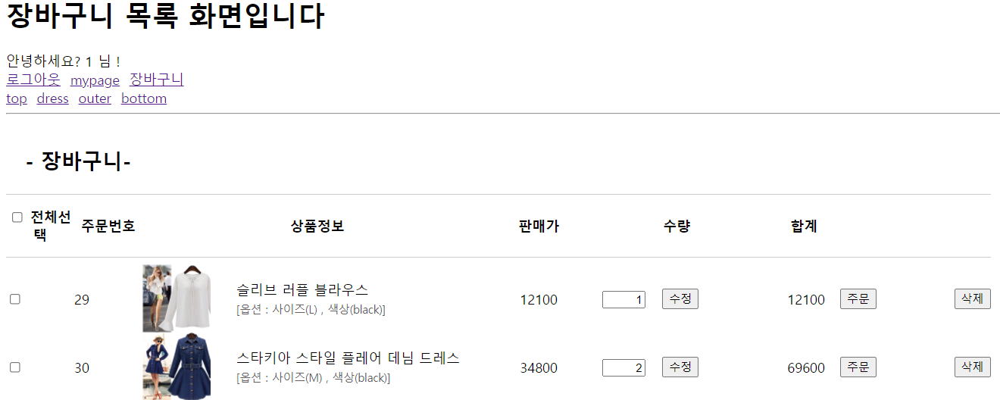 장바구니 목록 화면입니다
안녕하세요? 1 님 !
로그아웃 mypage 장바구니
top dress outer bottom
- 장바구니-
전체선택 주문번호 상품정보 판매가 수량 합계
29 슬리브 러플 블라우스 12100 1 수정 12100 주문 삭제
[옵션 : 사이즈(L) , 색상(black)]
30 스타키아 스타일 플레어 데님 드레스 34800 2 수정 69600 주문 삭제
[옵션 : 사이즈(M) , 색상(black)]